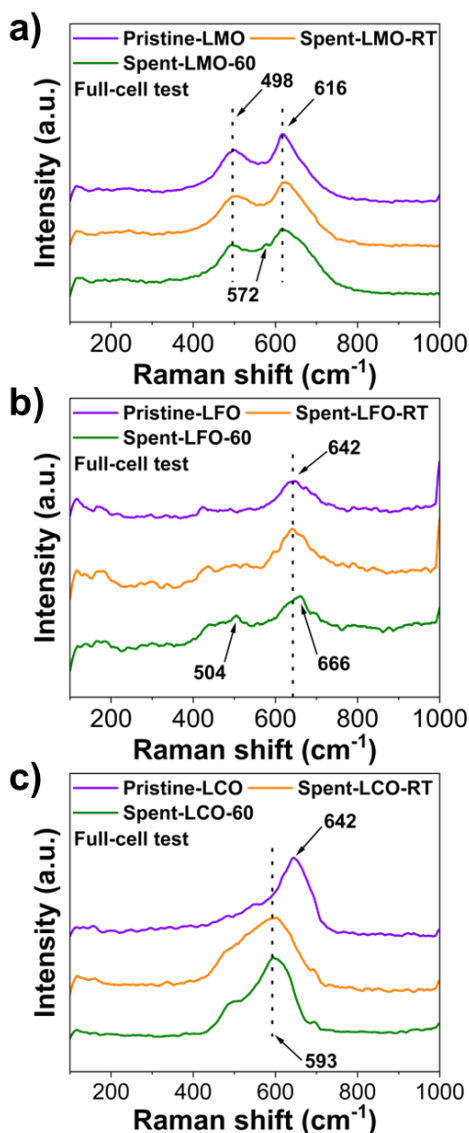 a)
Pristine-LMO Spent-LMO-RT
Spent-LMO-60
Full-cell test
498
616
572
Intensity (a.u.)
200 400 600 800 1000
Raman shift (cm⁻¹)
b)
Pristine-LFO Spent-LFO-RT
Spent-LFO-60
Full-cell test
642
504
666
Intensity (a.u.)
200 400 600 800 1000
Raman shift (cm⁻¹)
c)
Pristine-LCO Spent-LCO-RT
Spent-LCO-60
Full-cell test
642
593
Intensity (a.u.)
200 400 600 800 1000
Raman shift (cm⁻¹)